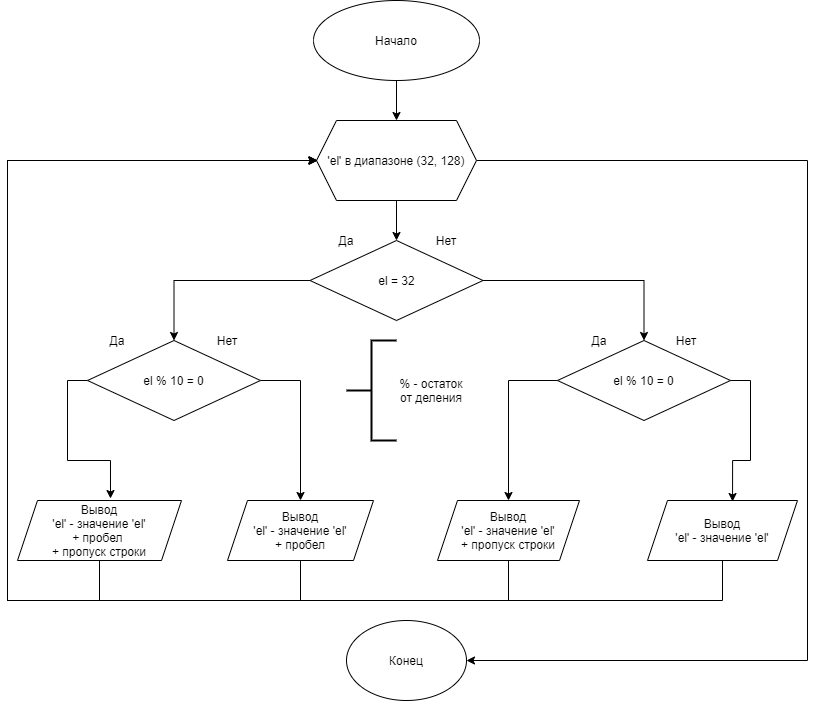 Начало
'el' в диапазоне (32, 128)
Да
Нет
el = 32
Да
Нет
Да
Нет
el % 10 = 0
% - остаток
от деления
el % 10 = 0
Вывод
'el' - значение 'el'
+ пробел
+ пропуск строки
Вывод
'el' - значение 'el'
+ пробел
Вывод
'el' - значение 'el'
+ пропуск строки
Вывод
'el' - значение 'el'
Конец